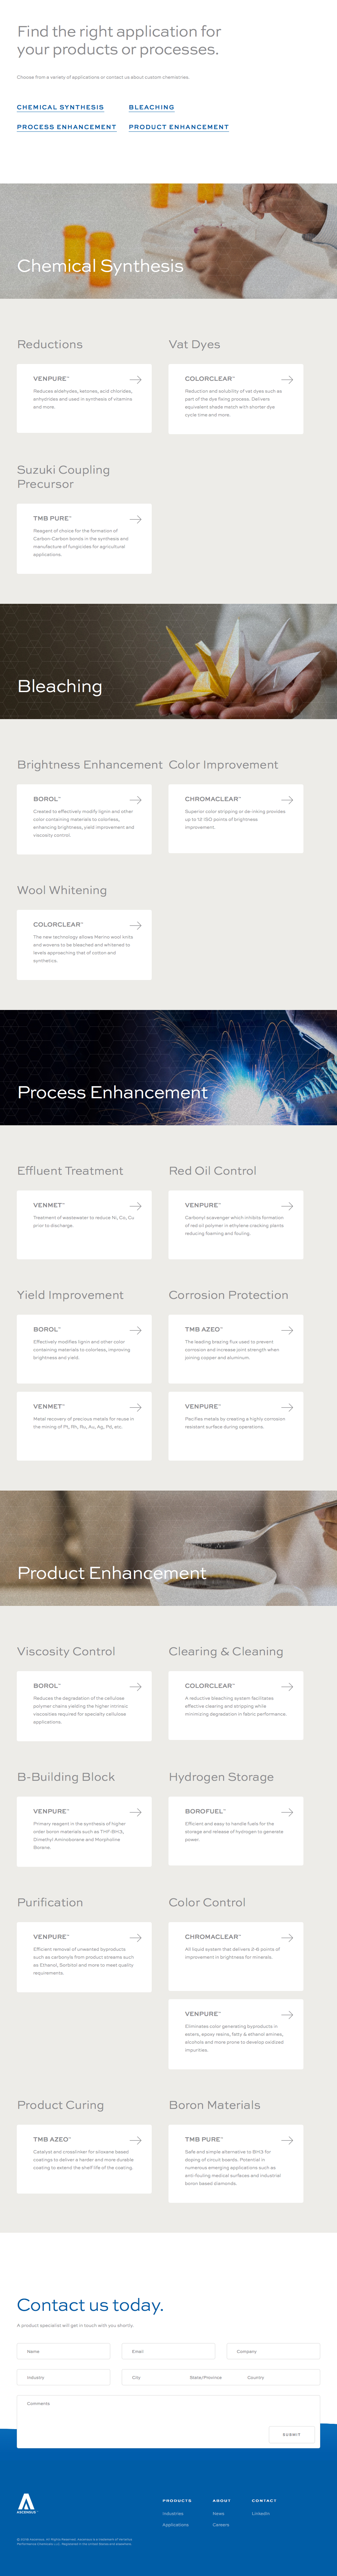 Find the right application for
your products or processes.
Choose from a variety of applications or contact us about custom chemistries.
CHEMICAL SYNTHESIS
BLEACHING
PROCESS ENHANCEMENT
PRODUCT ENHANCEMENT
Chemical Synthesis
Reductions
VENPURE™
Reduces aldehydes, ketones, acid chlorides,
anhydrides and used in synthesis of vitamins
and more.
Vat Dyes
COLORCLEAR™
Reduction and solubility of vat dyes such as
part of the dye fixing process. Delivers
equivalent shade match with shorter dye
cycle time and more.
Suzuki Coupling
Precursor
TMB PURE™
Reagent of choice for the formation of
Carbon-Carbon bonds in the synthesis and
manufacture of fungicides for agricultural
applications.
Bleaching
Brightness Enhancement
BOROL™
Created to effectively modify lignin and other
color containing materials to colorless,
enhancing brightness, yield improvement and
viscosity control.
Color Improvement
CHROMACLEAR™
Superior color stripping or de-inking provides
up to 12 ISO points of brightness
improvement.
Wool Whitening
COLORCLEAR™
The new technology allows Merino wool knits
and wovens to be bleached and whitened to
levels approaching that of cotton and
synthetics.
Process Enhancement
Effluent Treatment
VENMET™
Treatment of wastewater to reduce Ni, Co, Cu
prior to discharge.
Red Oil Control
VENPURE™
Carbonyl scavenger which inhibits formation
of red oil polymer in ethylene cracking plants
reducing foaming and fouling.
Yield Improvement
BOROL™
Effectively modifies lignin and other color
containing materials to colorless, improving
brightness and yield.
VENMET™
Metal recovery of precious metals for reuse in
the mining of Pt, Rh, Ru, Au, Ag, Pd, etc.
Corrosion Protection
TMB AZEO™
The leading brazing flux used to prevent
corrosion and increase joint strength when
joining copper and aluminum.
VENPURE™
Pacifies metals by creating a highly corrosion
resistant surface during operations.
Product Enhancement
Viscosity Control
BOROL™
Reduces the degradation of the cellulose
polymer chains yielding the higher intrinsic
viscosities required for specialty cellulose
applications.
Clearing & Cleaning
COLORCLEAR™
A reductive bleaching system facilitates
effective clearing and stripping while
minimizing degradation in fabric performance.
B-Building Block
VENPURE™
Primary reagent in the synthesis of higher
order boron materials such as THF-BH3,
Dimethyl Aminoborane and Morpholine
Borane.
Hydrogen Storage
BOROFUEL™
Efficient and easy to handle fuels for the
storage and release of hydrogen to generate
power.
Purification
VENPURE™
Efficient removal of unwanted byproducts
such as carbonyls from product streams such
as Ethanol, Sorbitol and more to meet quality
requirements.
Color Control
CHROMACLEAR™
All liquid system that delivers 3-6 points of
improvement in brightness for minerals.
VENPURE™
Eliminates color generating byproducts in
esters, epoxy resins, fatty & ethanol amines,
alcohols and more prone to develop oxidized
impurities.
Product Curing
TMB AZEO™
Catalyst and crosslinker for siloxane based
coatings to deliver a harder and more durable
coating to extend the shelf life of the coating.
Boron Materials
TMB PURE™
Safe and simple alternative to BH3 for
doping of circuit boards. Potential in
numerous emerging applications such as
anti-fouling medical surfaces and industrial
boron based diamonds.
Contact us today.
A product specialist will get in touch with you shortly.
Name
Email
Company
Industry
City
State/Province
Country
Comments
SUBMIT
ascensus
PRODUCTS
Industries
Applications
ABOUT
News
Careers
CONTACT
LinkedIn